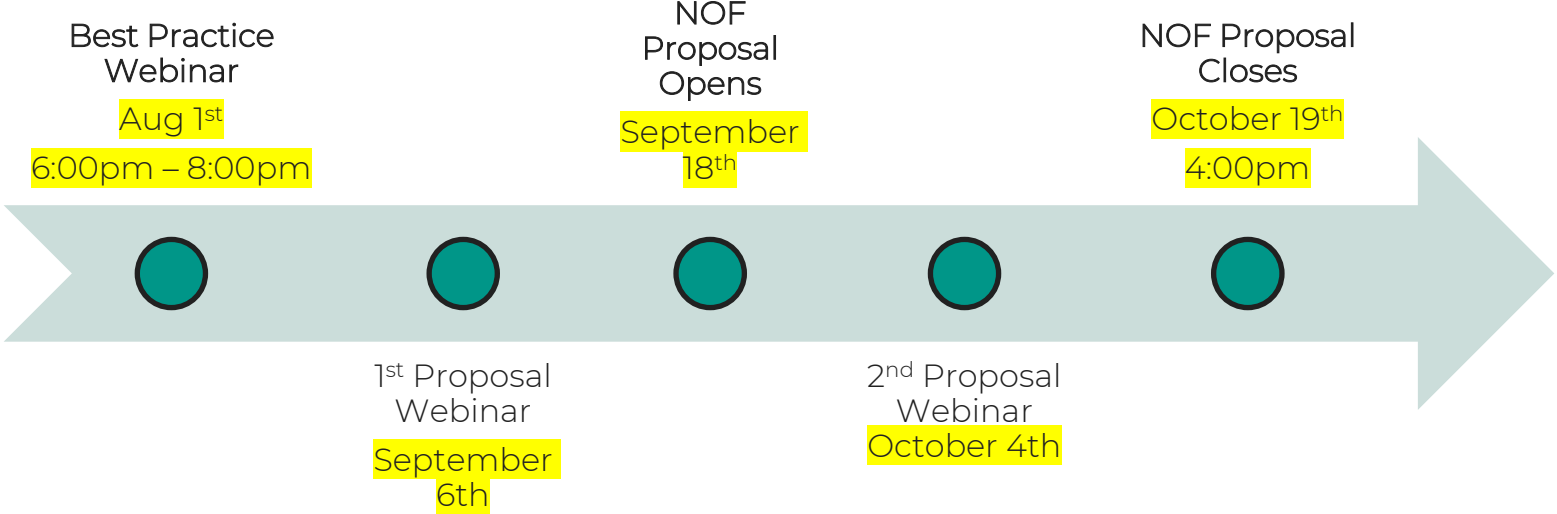 Best Practice
Webinar
Aug 1st
6:00pm – 8:00pm
1st Proposal
Webinar
September
6th
NOF
Proposal
Opens
September
18th
2nd Proposal
Webinar
October 4th
NOF Proposal
Closes
October 19th
4:00pm